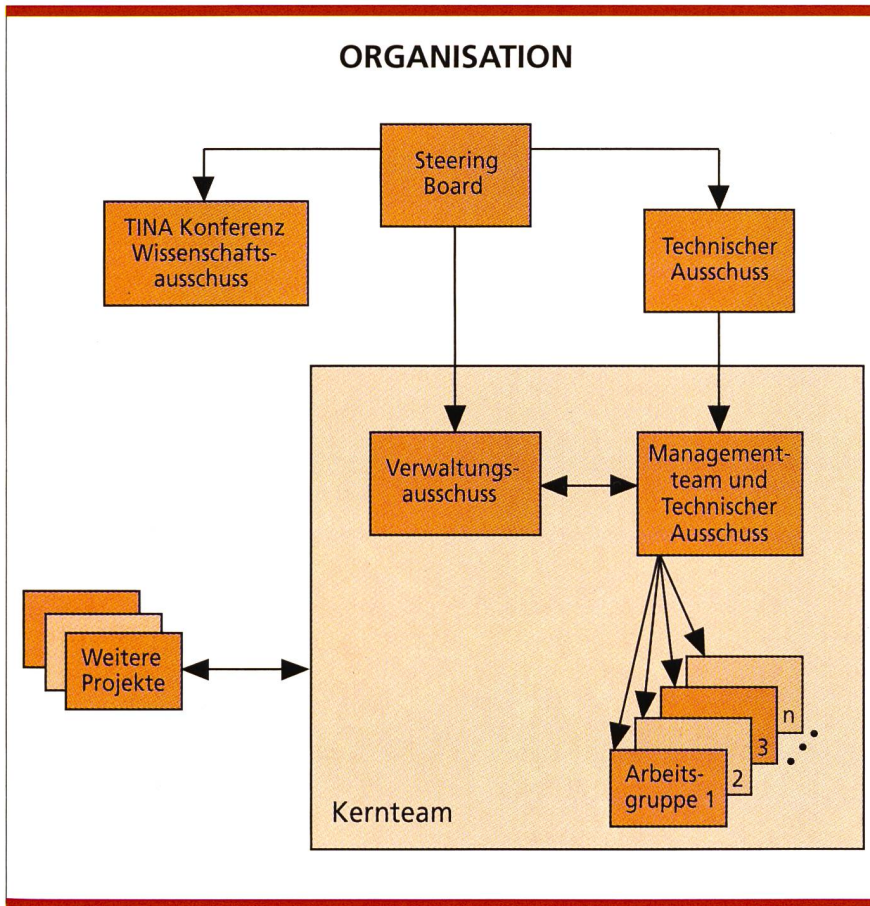 ORGANISATION
Steering
Board
TINA Konferenz
Wissenschafts-
ausschuss
Technischer
Ausschuss
Verwaltungs-
ausschuss
Management-
team und
Technischer
Ausschuss
Weitere
Projekte
n
3
2
Arbeits-
gruppe 1
Kernteam